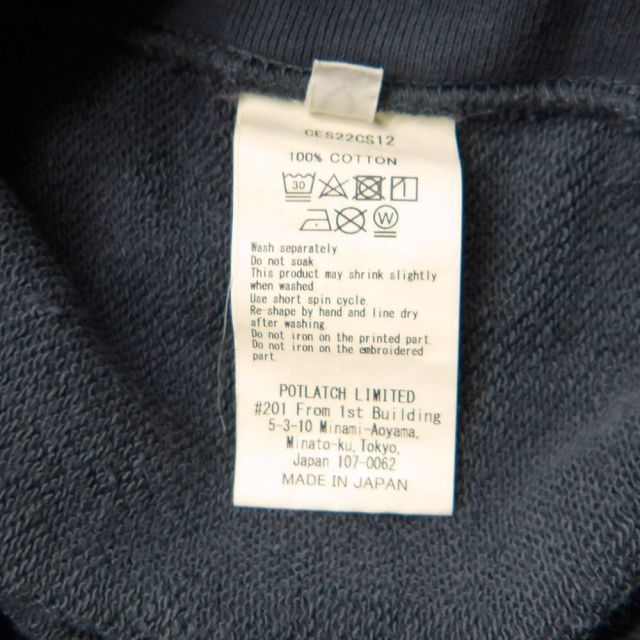 CES22CS12
100% COTTON
30
W
Wash separately
Do not soak
This product may shrink slightly
when washed.
Use short spin cycle.
Re-shape by hand and line dry
after washing
Do not iron on the printed part.
Do not iron on the embroidered
part.
POTLATCH LIMITED
#201 From 1st Building
5-3-10 Minami-Aoyama,
Minato-ku, Tokyo,
Japan 107-0062
MADE IN JAPAN